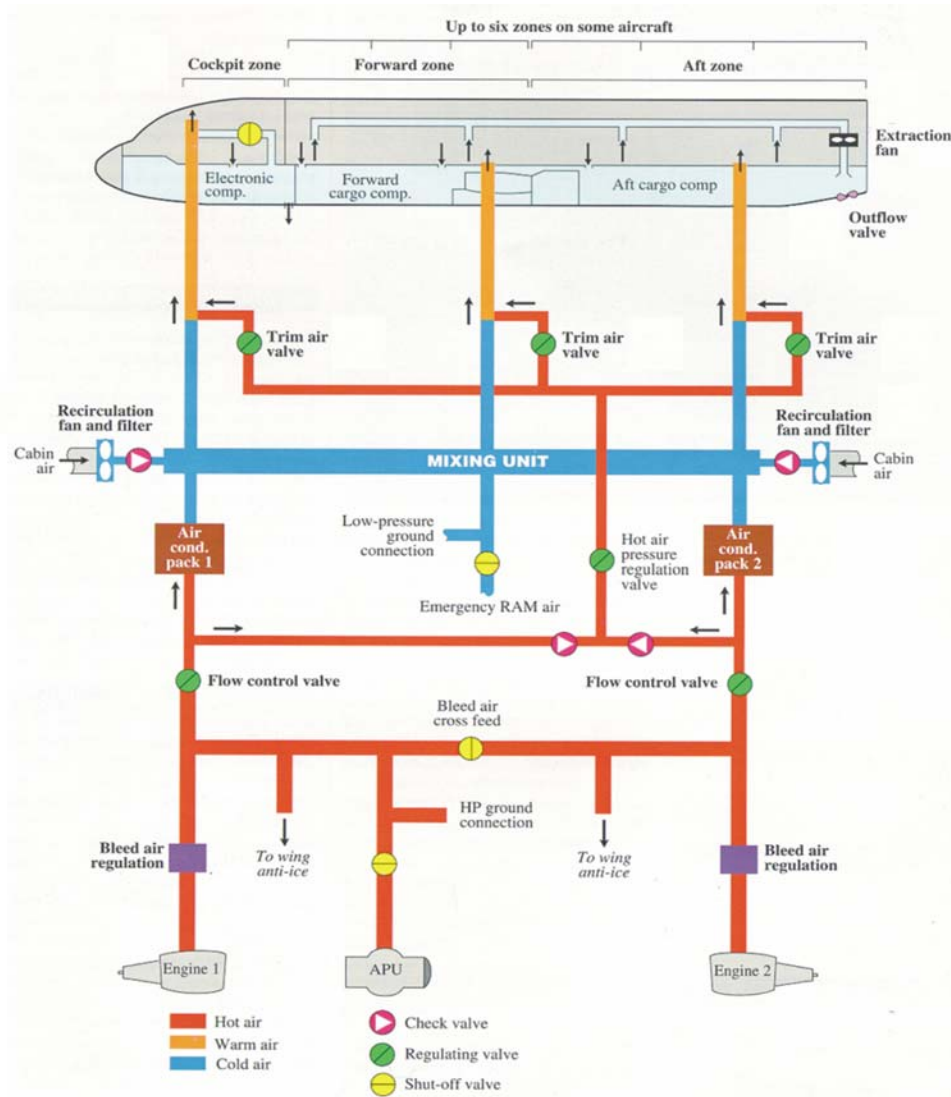 Up to six zones on some aircraft
Cockpit zone
Forward zone
Aft zone
Electronic
comp.
Forward
cargo comp.
Aft cargo comp
Extraction
fan
Outflow
valve
Trim air
valve
Trim air
valve
Trim air
valve
Recirculation
fan and filter
Cabin
air
MIXING UNIT
Recirculation
fan and filter
Cabin
air
Air
cond.
pack 1
Low-pressure
ground
connection
Emergency RAM air
Hot air
pressure
regulation
valve
Air
cond.
pack 2
Flow control valve
Flow control valve
Bleed air
cross feed
HP ground
connection
To wing
anti-ice
To wing
anti-ice
Bleed air
regulation
Bleed air
regulation
Engine 1
APU
Engine 2
Hot air
Warm air
Cold air
Check valve
Regulating valve
Shut-off valve